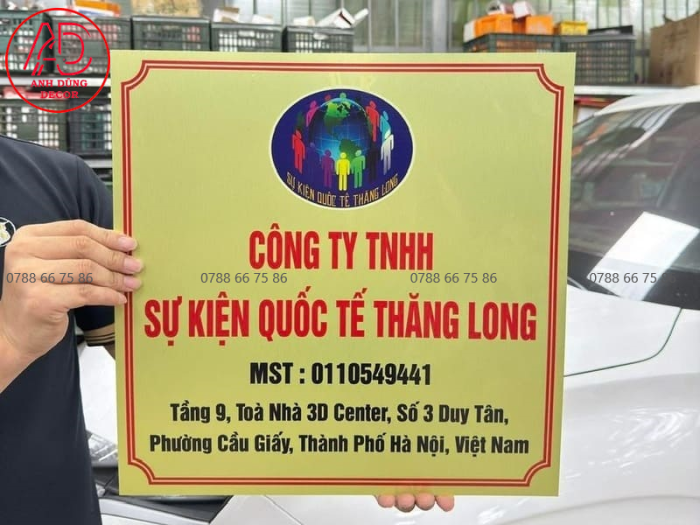 AD
ANH DŨNG
DECOR
SỰ KIỆN QUỐC TẾ THĂNG LONG
CÔNG TY TNHH
0788 66 75 86 0788 66 75 86 0788 66 75 86 0788 66 75 86
SỰ KIỆN QUỐC TẾ THĂNG LONG
MST : 0110549441
Tầng 9, Toà Nhà 3D Center, Số 3 Duy Tân,
Phường Cầu Giấy, Thành Phố Hà Nội, Việt Nam